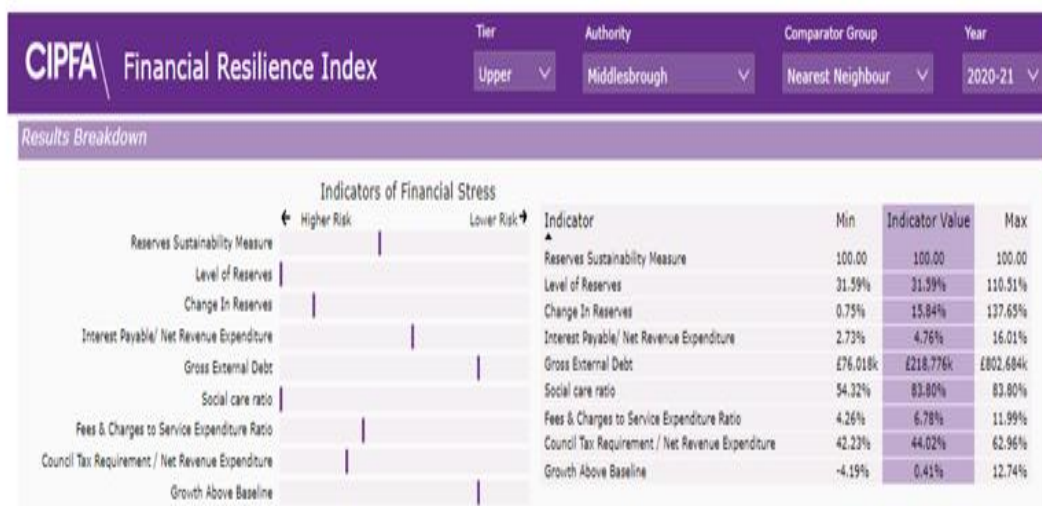 CIPFA Financial Resilience Index
Tier Authority Comparator Group Year
Upper Middlesbrough Nearest Neighbour 2020-21
Results Breakdown
Indicators of Financial Stress
Higher Risk Lower Risk
Reserves Sustainability Measure
Level of Reserves
Change In Reserves
Interest Payable/ Net Revenue Expenditure
Gross External Debt
Social care ratio
Fees & Charges to Service Expenditure Ratio
Council Tax Requirement / Net Revenue Expenditure
Growth Above Baseline
Indicator Min Indicator Value Max
Reserves Sustainability Measure 100.00 100.00 100.00
Level of Reserves 31.59% 31.59% 110.51%
Change In Reserves 0.75% 15.84% 137.65%
Interest Payable/ Net Revenue Expenditure 2.73% 4.76% 16.01%
Gross External Debt £76,018k £218,776k £802,684k
Social care ratio 54.32% 83.80% 83.80%
Fees & Charges to Service Expenditure Ratio 4.26% 6.78% 11.99%
Council Tax Requirement / Net Revenue Expenditure 42.23% 44.02% 62.96%
Growth Above Baseline -4.19% 0.41% 12.74%